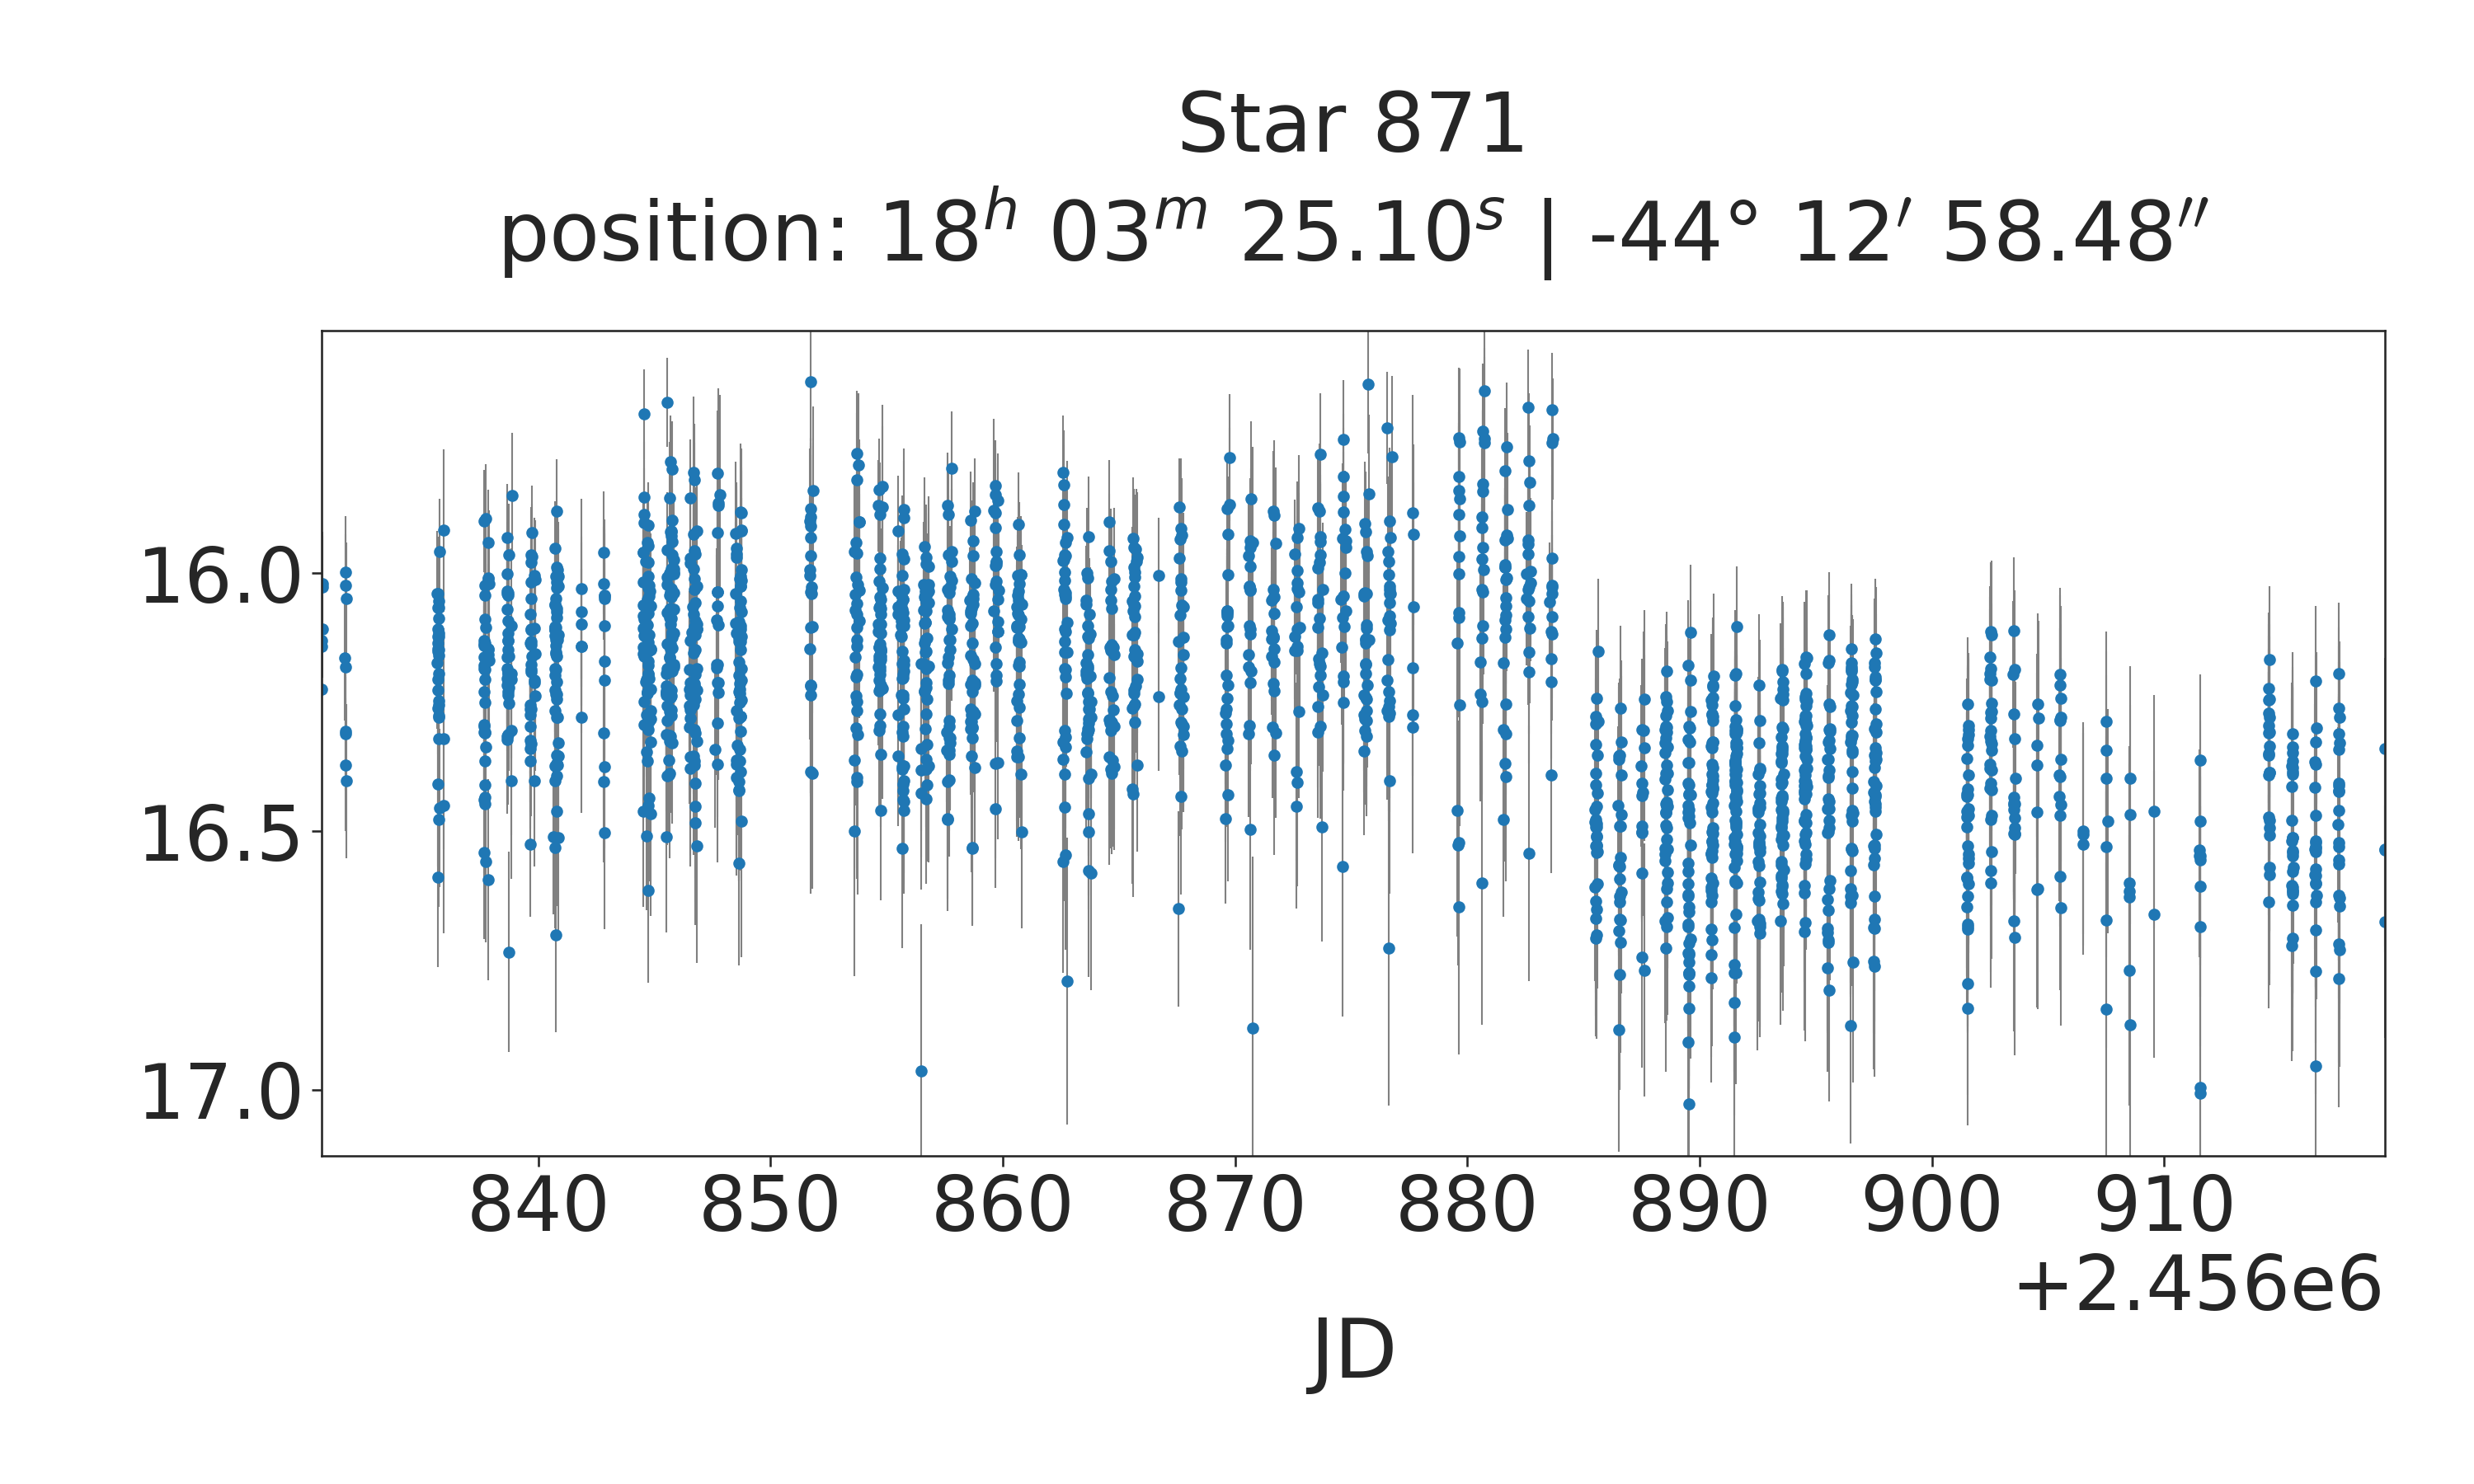 Star 871
position: 18ʰ 03ᵐ 25.10ˢ | -44° 12′ 58.48′′
16.0
16.5
17.0
840 850 860 870 880 890 900 910
+2.456e6
JD